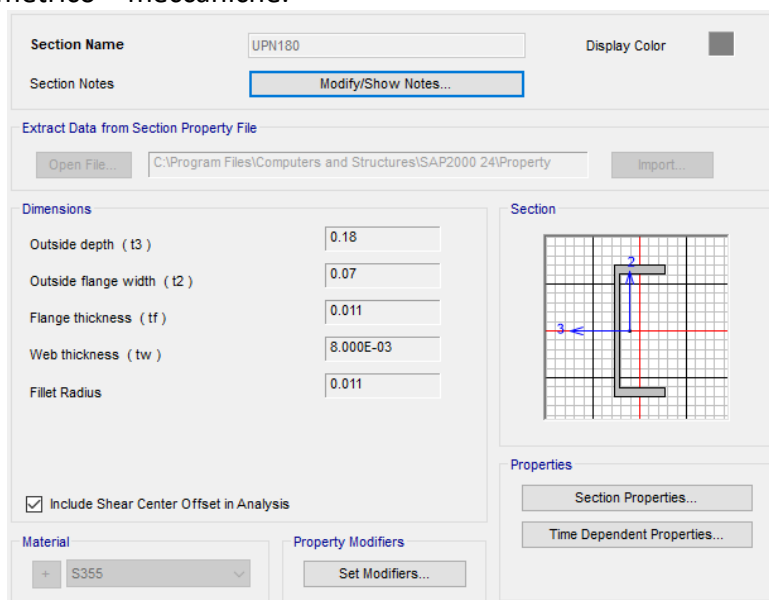 metrico – meccaniche.
Section Name UPN180 Display Color
Section Notes Modify/Show Notes...
Extract Data from Section Property File
Open File... C:\Program Files\Computers and Structures\SAP2000 24\Property Import...
Dimensions
Outside depth ( t3 ) 0.18
Outside flange width ( t2 ) 0.07
Flange thickness ( tf ) 0.011
Web thickness ( tw ) 8.000E-03
Fillet Radius 0.011
Include Shear Center Offset in Analysis
Section
2
3
Properties
Section Properties...
Time Dependent Properties...
Material
+ S355
Property Modifiers
Set Modifiers...